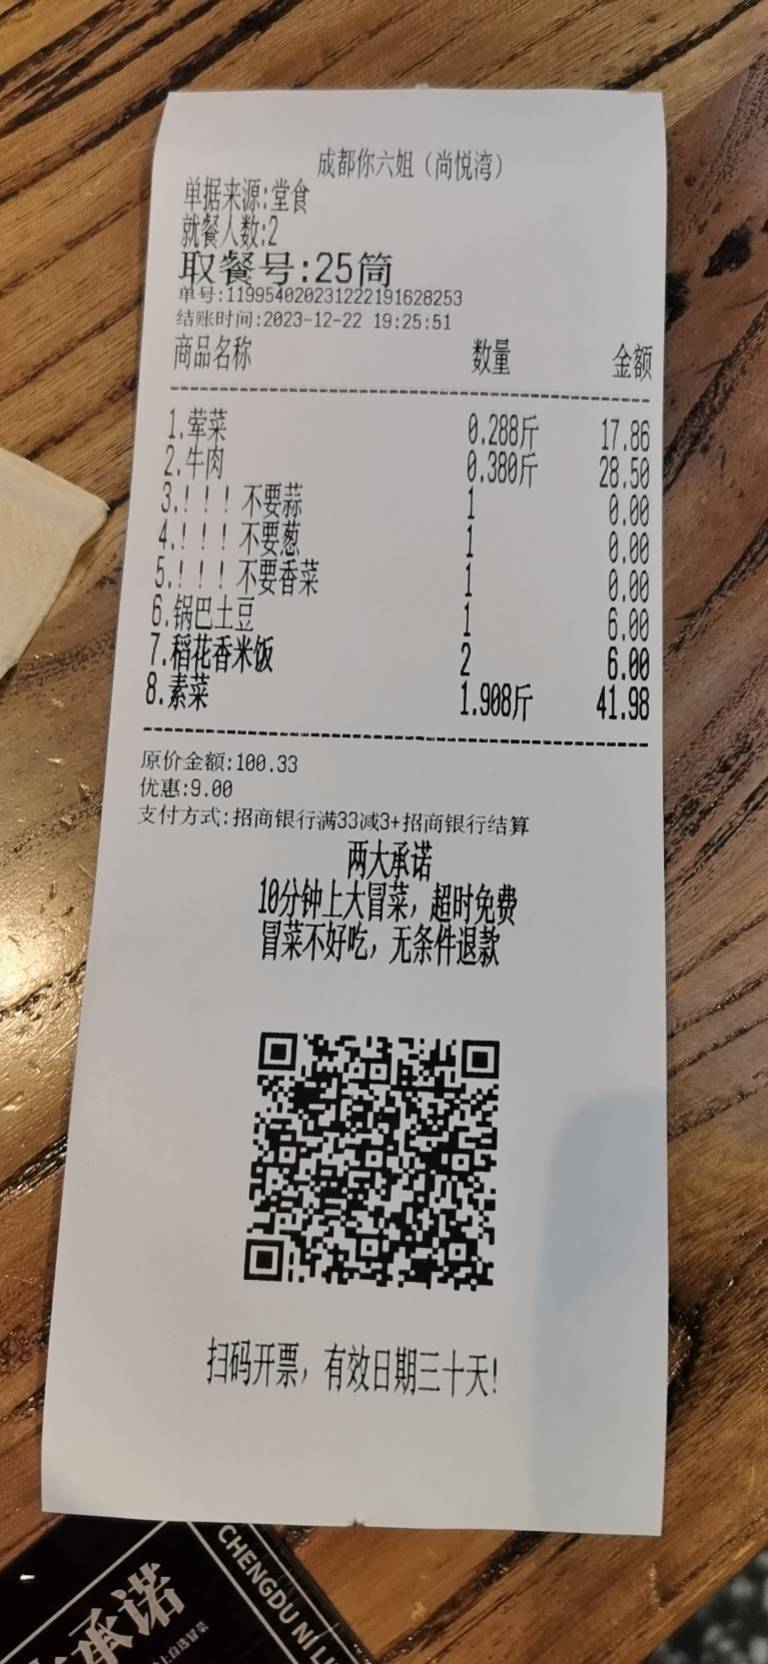 成都你六姐（尚悦湾）
单据来源:堂食
就餐人数:2
取餐号:25筒
单号:119954020231222191628253
结账时间:2023-12-22 19:25:51
商品名称 数量 金额
1.荤菜 0.288斤 17.86
2.牛肉 0.380斤 28.50
3.！！！不要蒜 1 0.00
4.！！！不要葱 1 0.00
5.！！！不要香菜 1 0.00
6.锅巴土豆 1 6.00
7.稻花香米饭 2 6.00
8.素菜 1.908斤 41.98
原价金额:100.33
优惠:9.00
支付方式:招商银行满33减3+招商银行结算
两大承诺
10分钟上大冒菜，超时免费
冒菜不好吃，无条件退款
扫码开票，有效日期三十天!
承诺
上自选冒菜
CHENGDU NI LI